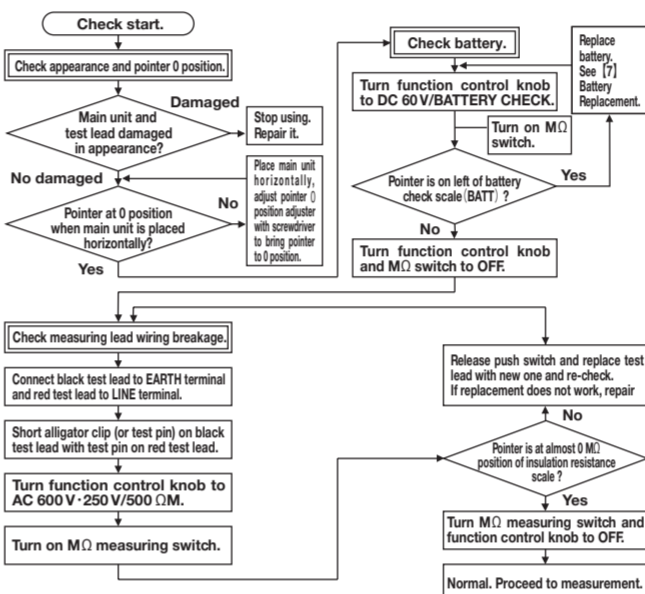 Check start.
Check appearance and pointer 0 position.
Main unit and
test lead damaged
in appearance?
Damaged
Stop using.
Repair it.
No damaged
Pointer at 0 position
when main unit is placed
horizontally?
No
Place main unit
horizontally,
adjust pointer 0
position adjuster
with screwdriver
to bring pointer
to 0 position.
Yes
Check battery.
Turn function control knob
to DC 60 V/BATTERY CHECK.
Turn on MΩ
switch.
Pointer is on left of battery
check scale(BATT) ?
Yes
Replace
battery.
See [7]
Battery
Replacement.
No
Turn function control knob
and MΩ switch to OFF.
Check measuring lead wiring breakage.
Connect black test lead to EARTH terminal
and red test lead to LINE terminal.
Short alligator clip (or test pin) on black
test lead with test pin on red test lead.
Turn function control knob to
AC 600 V·250 V/500 ΩM.
Turn on MΩ measuring switch.
Release push switch and replace test
lead with new one and re-check.
If replacement does not work, repair
No
Pointer is at almost 0 MΩ
position of insulation resistance
scale ?
Yes
Turn MΩ measuring switch and
function control knob to OFF.
Normal. Proceed to measurement.